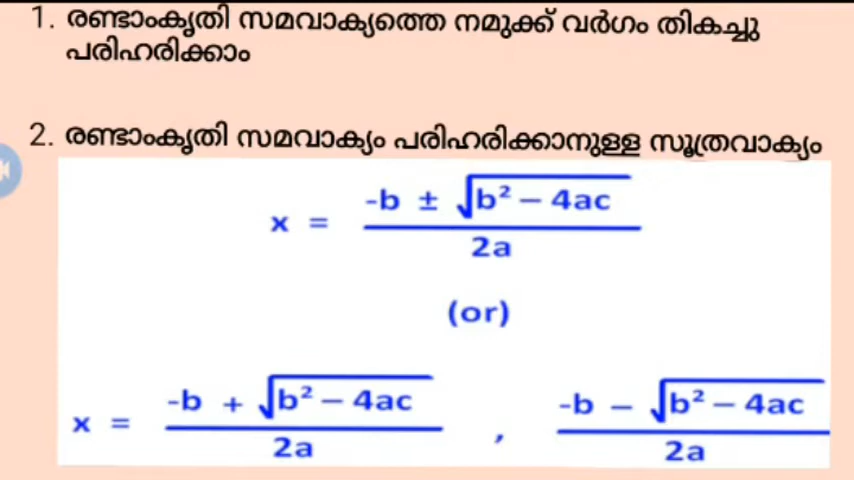 1. രണ്ടാംകൃതി സമവാക്യത്തെ നമുക്ക് വർഗം തികച്ചു
പരിഹരിക്കാം
2. രണ്ടാംകൃതി സമവാക്യം പരിഹരിക്കാനുള്ള സൂത്രവാക്യം
x = -b ± √b² – 4ac / 2a
(or)
x = -b + √b² – 4ac / 2a , -b – √b² – 4ac / 2a